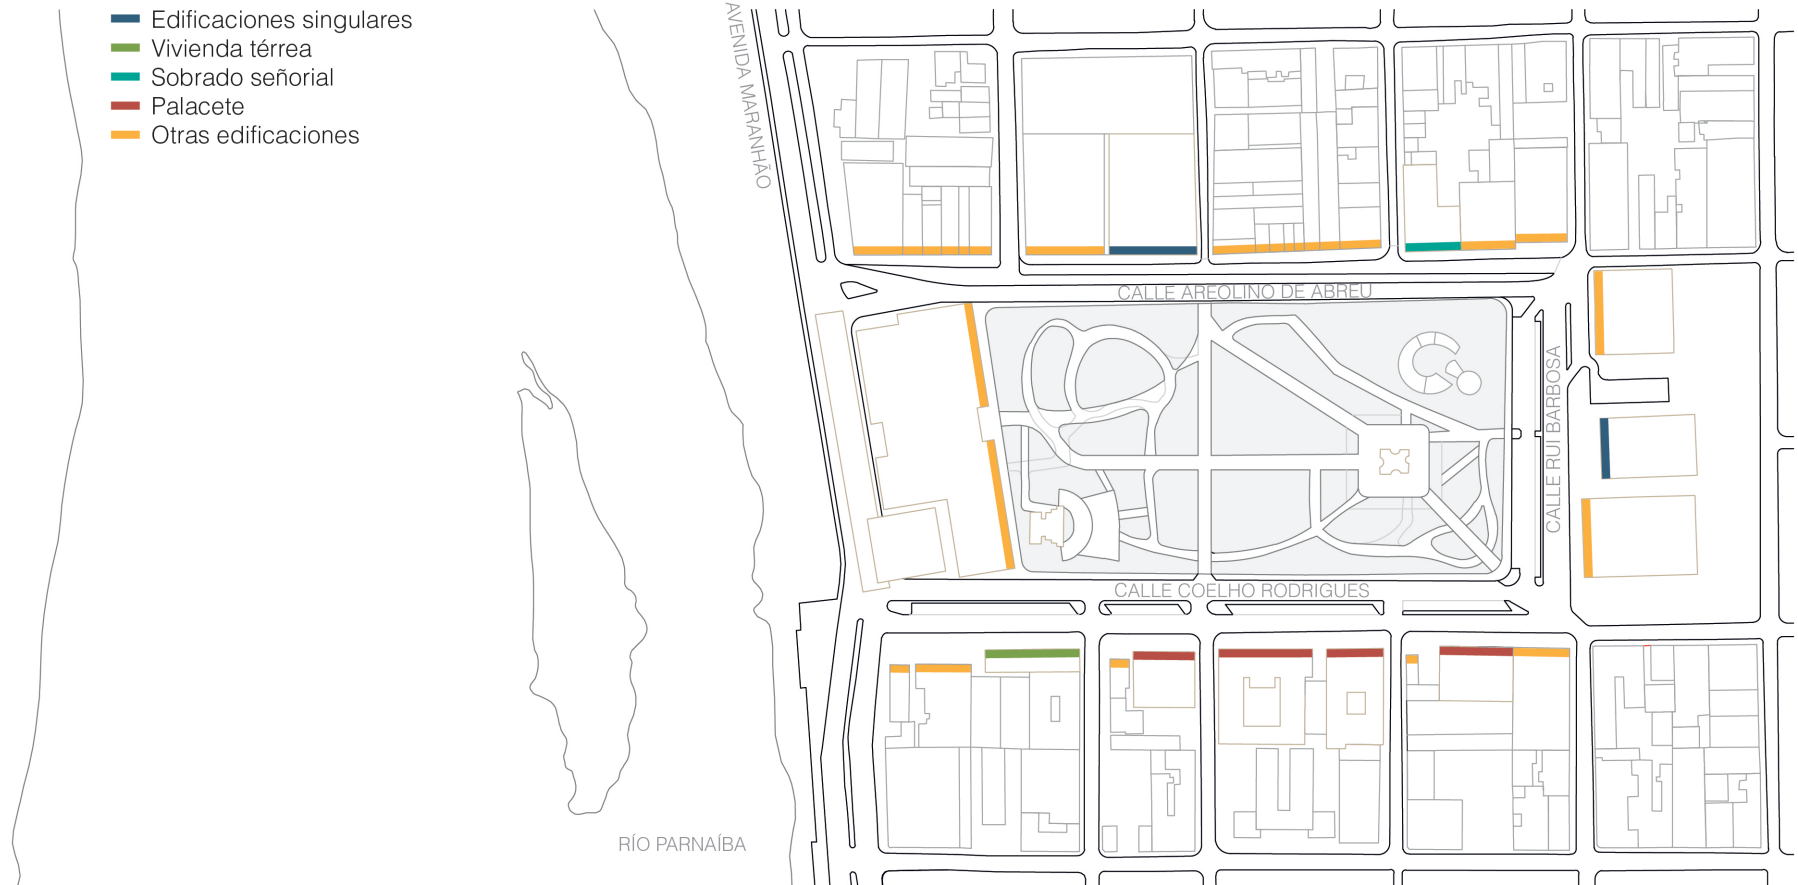 Edificaciones singulares
Vivienda térrea
Sobrado señorial
Palacete
Otras edificaciones
AVENIDA MARANHÃO
CALLE AREOLINO DE ABREU
CALLE RUI BARBOSA
CALLE COELHO RODRIGUES
RÍO PARNAÍBA